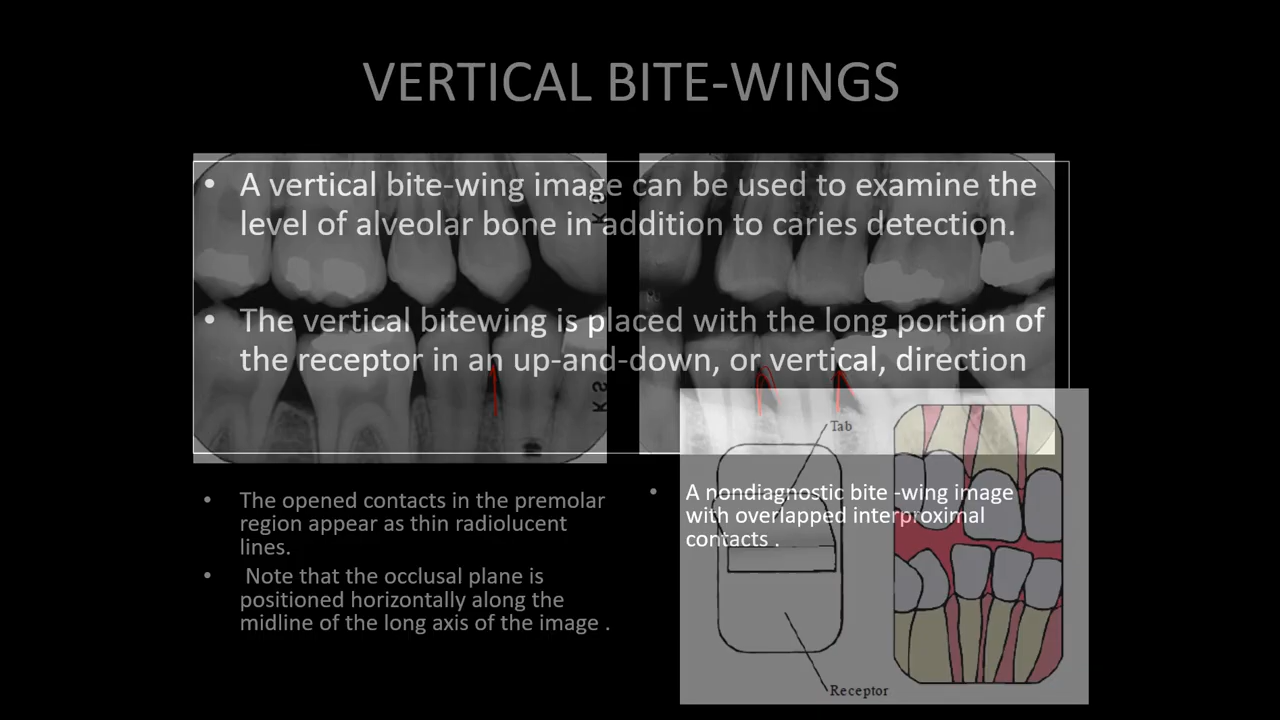 VERTICAL BITE-WINGS
• A vertical bite-wing image can be used to examine the
level of alveolar bone in addition to caries detection.
• The vertical bitewing is placed with the long portion of
the receptor in an up-and-down, or vertical, direction
• The opened contacts in the premolar
region appear as thin radiolucent
lines.
• Note that the occlusal plane is
positioned horizontally along the
midline of the long axis of the image .
Tab
• A nondiagnostic bite -wing image
with overlapped interproximal
contacts .
Receptor
K S
K S